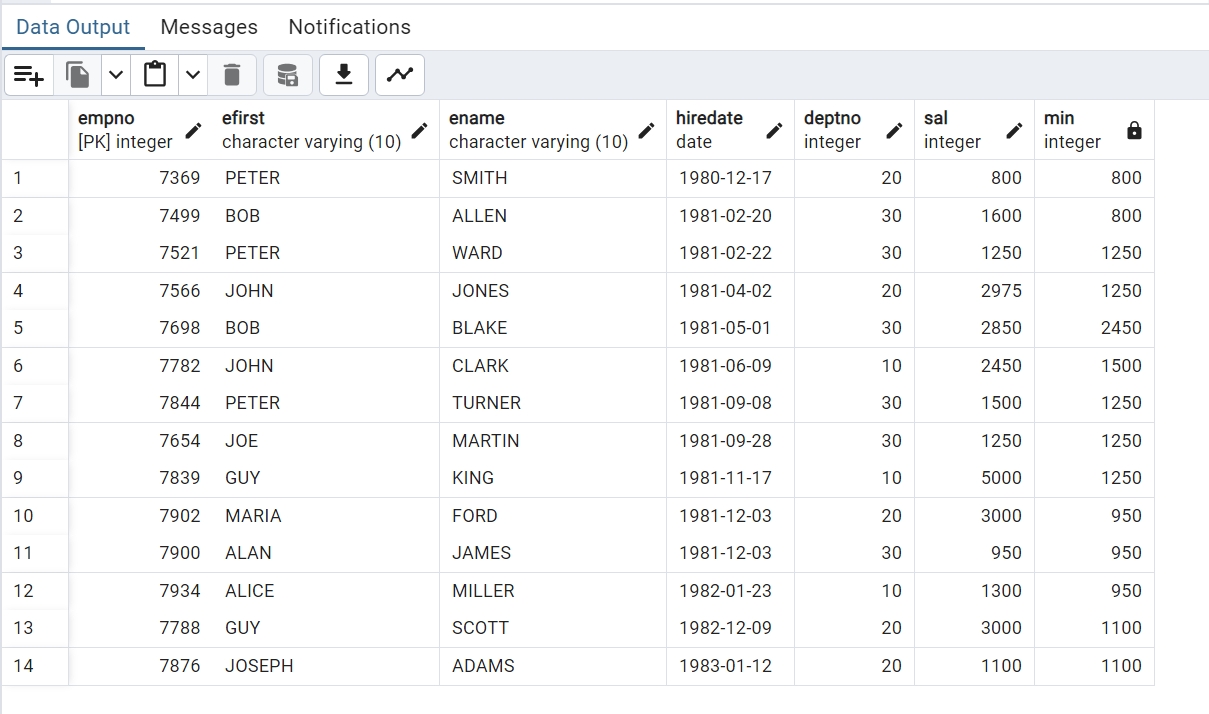 Data Output Messages Notifications
empno efirst ename hiredate deptno sal min
[PK] integer character varying (10) character varying (10) date integer integer integer
1 7369 PETER SMITH 1980-12-17 20 800 800
2 7499 BOB ALLEN 1981-02-20 30 1600 800
3 7521 PETER WARD 1981-02-22 30 1250 1250
4 7566 JOHN JONES 1981-04-02 20 2975 1250
5 7698 BOB BLAKE 1981-05-01 30 2850 2450
6 7782 JOHN CLARK 1981-06-09 10 2450 1500
7 7844 PETER TURNER 1981-09-08 30 1500 1250
8 7654 JOE MARTIN 1981-09-28 30 1250 1250
9 7839 GUY KING 1981-11-17 10 5000 1250
10 7902 MARIA FORD 1981-12-03 20 3000 950
11 7900 ALAN JAMES 1981-12-03 30 950 950
12 7934 ALICE MILLER 1982-01-23 10 1300 950
13 7788 GUY SCOTT 1982-12-09 20 3000 1100
14 7876 JOSEPH ADAMS 1983-01-12 20 1100 1100